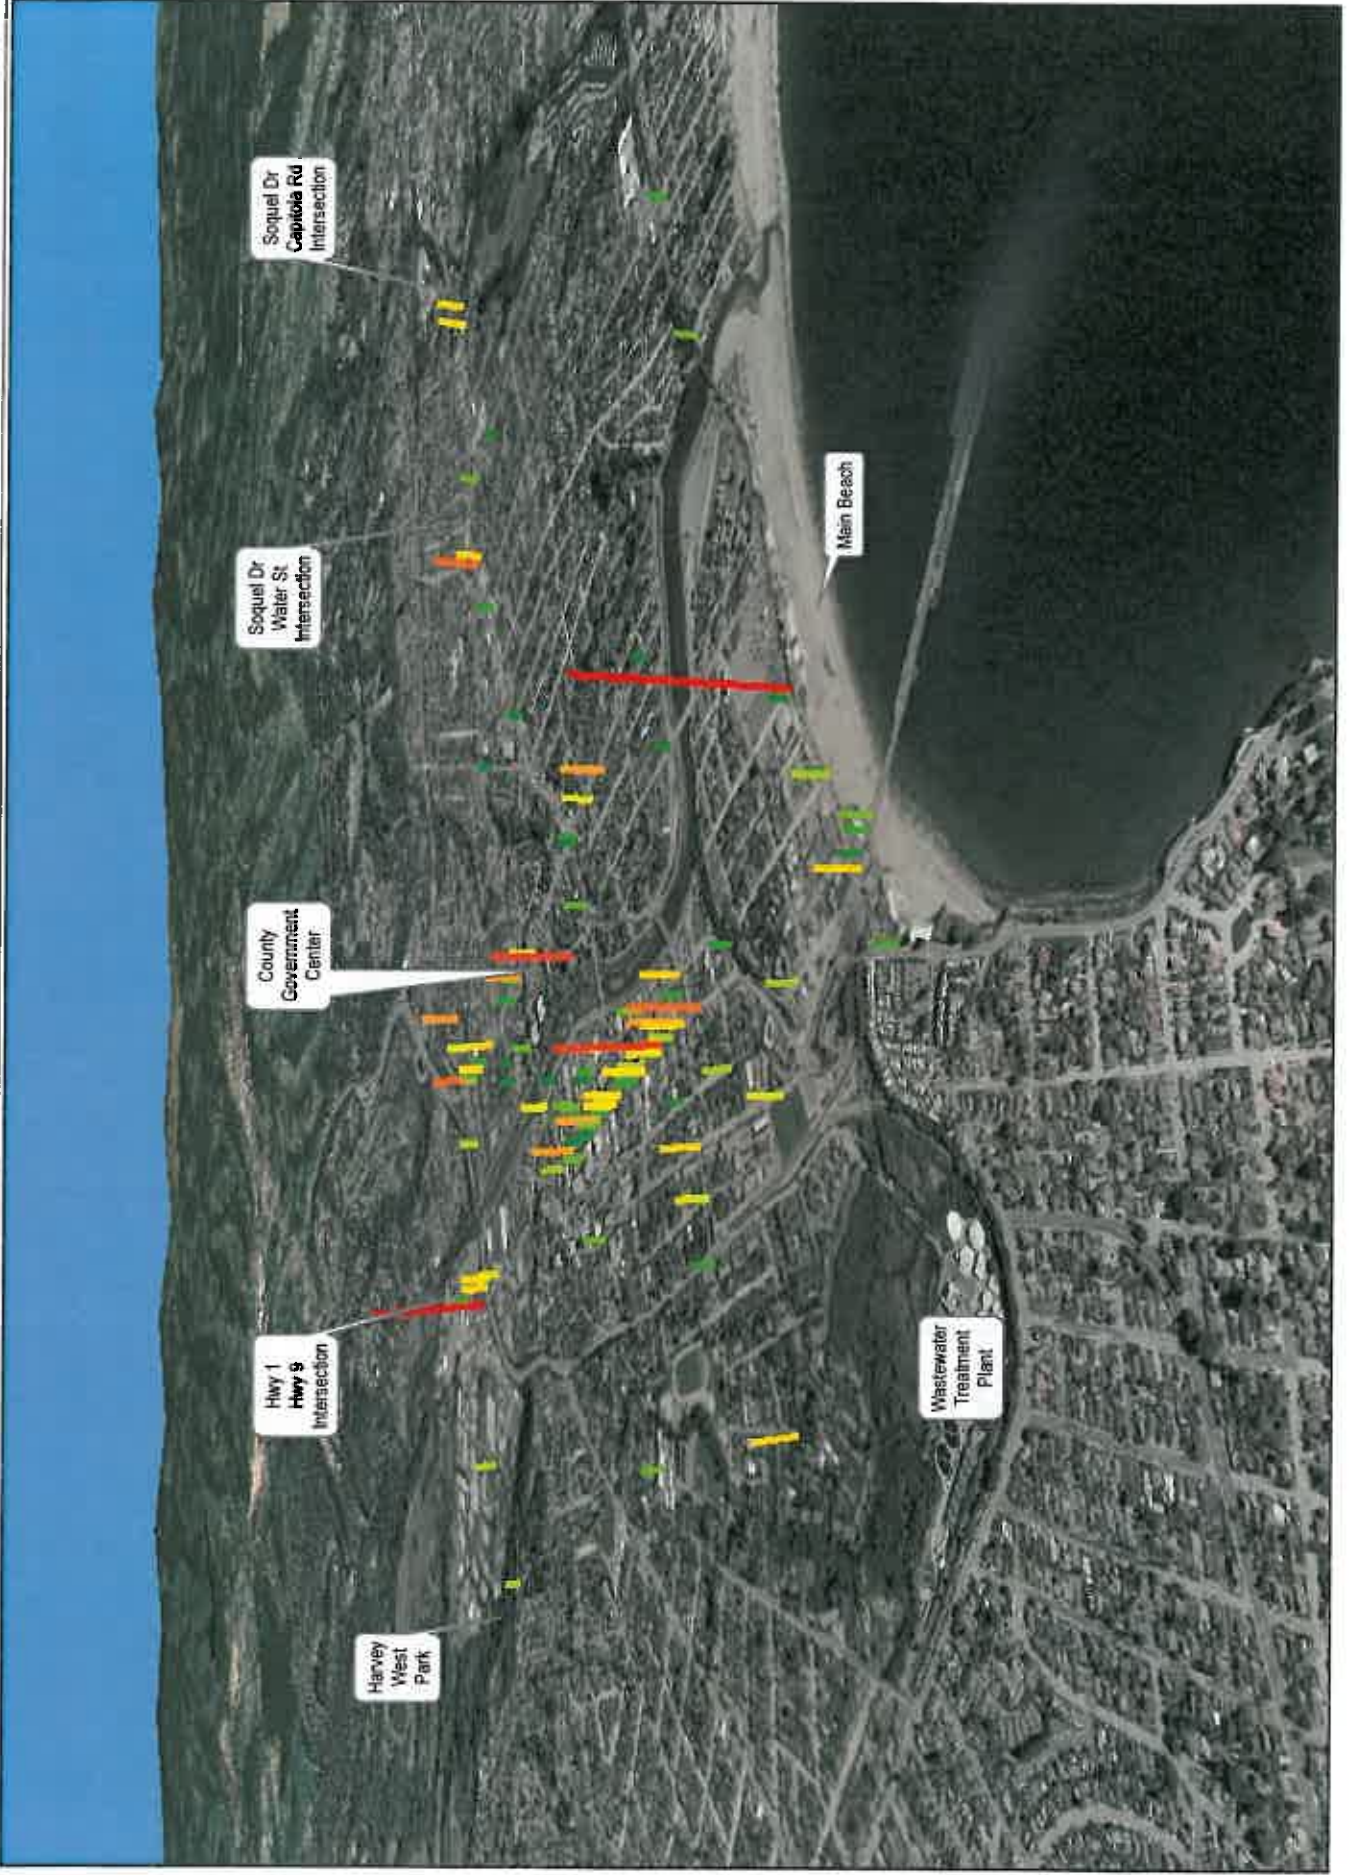 Harvey
West
Park
Hwy 1
Hwy 9
Intersection
County
Government
Center
Soquel Dr
Water St
Intersection
Soquel Dr
Capitola Rd
Intersection
Wastewater
Treatment
Plant
Main Beach